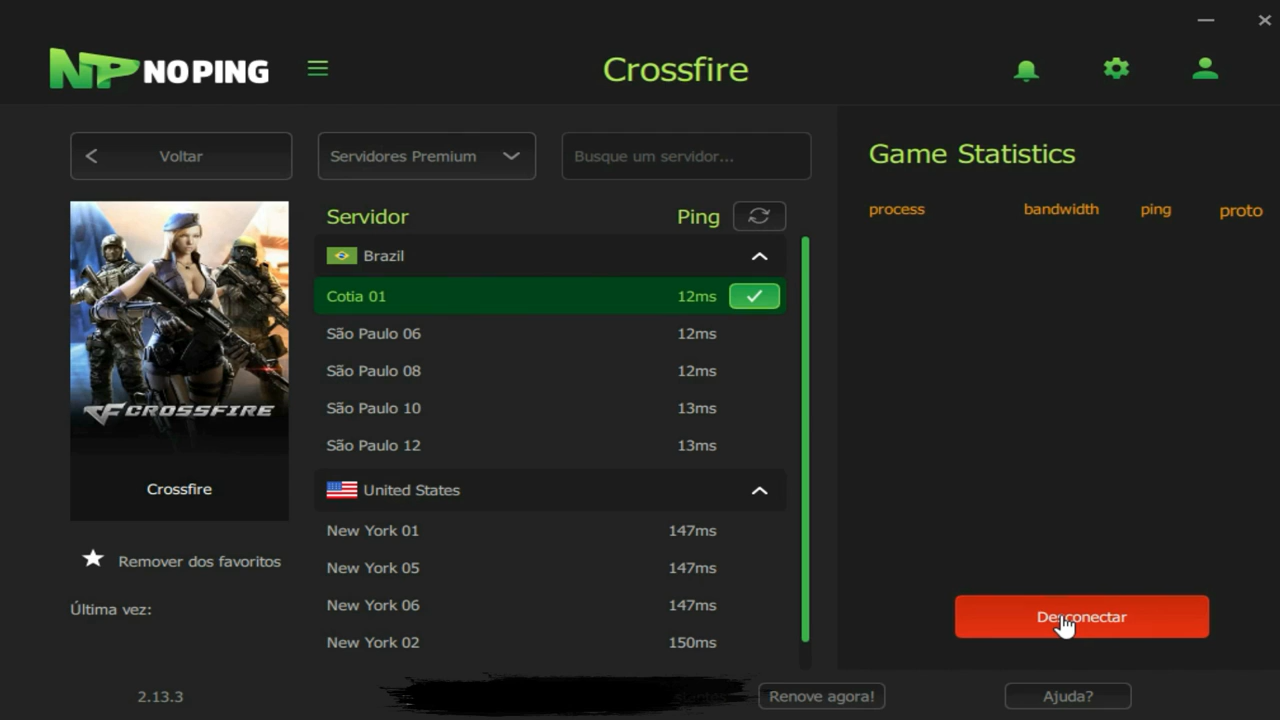 NP NOPING
Crossfire
Voltar
Servidores Premium
Busque um servidor...
Servidor Ping
Brazil
Cotia 01 12ms
São Paulo 06 12ms
São Paulo 08 12ms
São Paulo 10 13ms
São Paulo 12 13ms
United States
New York 01 147ms
New York 05 147ms
New York 06 147ms
New York 02 150ms
CROSSFIRE
Crossfire
Remover dos favoritos
Última vez:
Game Statistics
process bandwidth ping proto
Desconectar
2.13.3
Renove agora!
Ajuda?